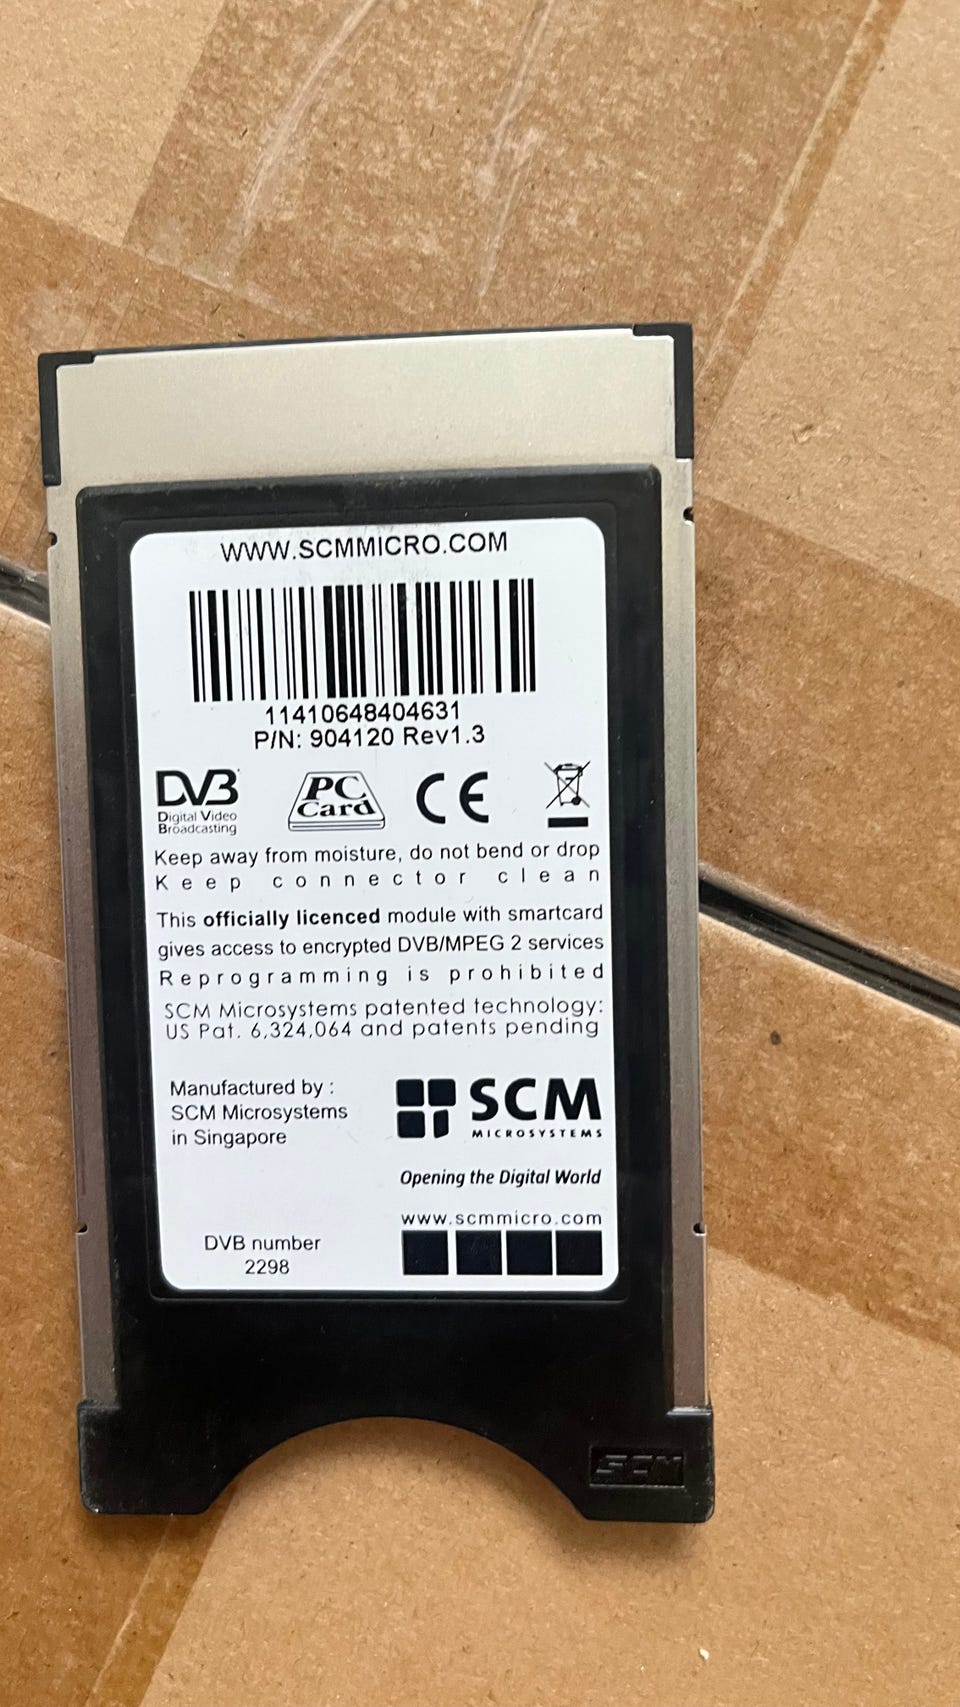 WWW.SCMMICRO.COM
11410648404631
P/N: 904120 Rev1.3
DVB
Digital Video
Broadcasting
PC
Card
CE
Keep away from moisture, do not bend or drop
Keep connector clean
This officially licenced module with smartcard
gives access to encrypted DVB/MPEG 2 services
Reprogramming is prohibited
SCM Microsystems patented technology:
US Pat. 6,324,064 and patents pending
Manufactured by :
SCM Microsystems
in Singapore
SCM
MICROSYSTEMS
Opening the Digital World
www.scmmicro.com
DVB number
2298
SCM